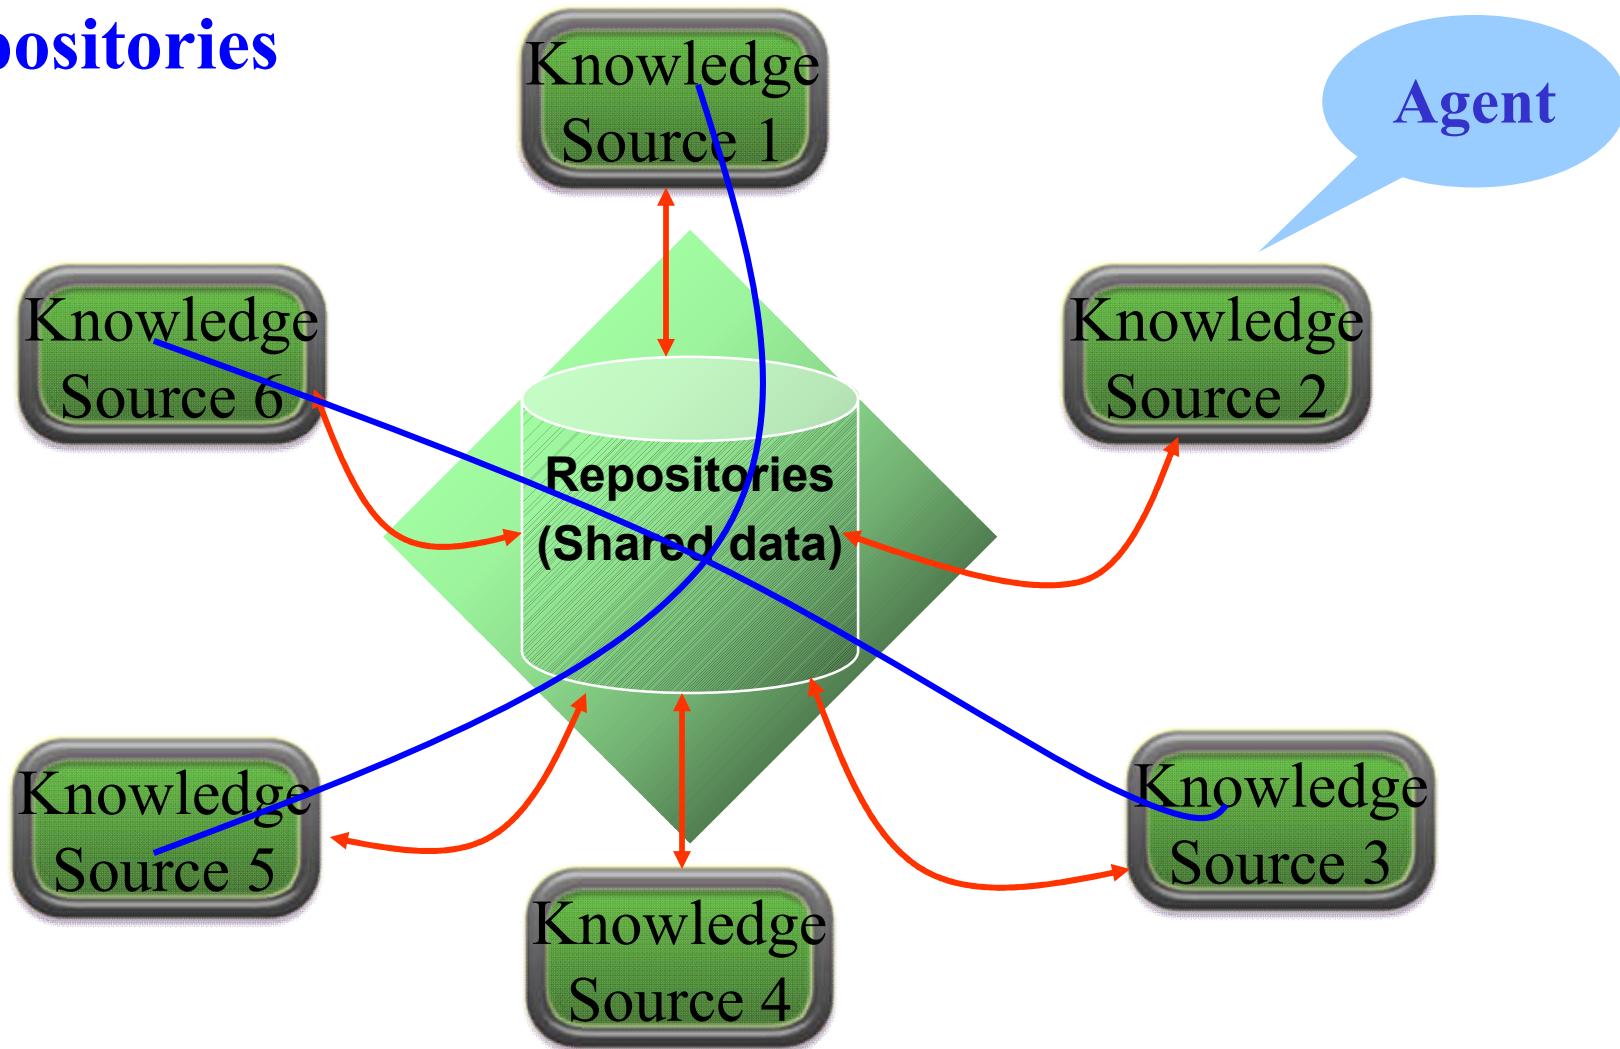 positories
Knowledge
Source 1
Agent
Knowledge
Source 6
Knowledge
Source 2
Repositories
(Shared data)
Knowledge
Source 5
Knowledge
Source 3
Knowledge
Source 4